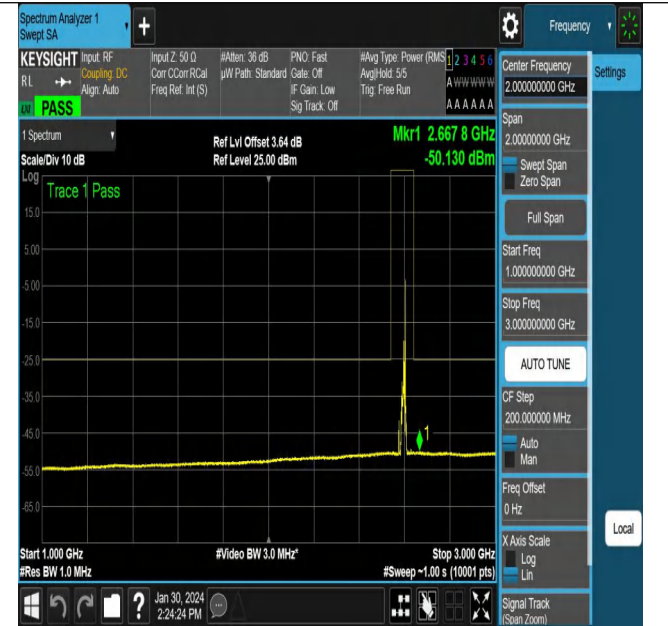 Spectrum Analyzer 1
Swept SA
+
Frequency
KEYSIGHT
RL
LXI PASS
Input: RF
Coupling: DC
Align: Auto
Input Z: 50 Ω
Corr CCorr RCal
Freq Ref: Int (S)
#Atten: 36 dB
µW Path: Standard
PNO: Fast
Gate: Off
IF Gain: Low
Sig Track: Off
#Avg Type: Power (RMS
Avg|Hold: 5/5
Trig: Free Run
1 2 3 4 5 6
A W W W W W
A A A A A A
1 Spectrum
Scale/Div 10 dB
Ref Lvl Offset 3.64 dB
Ref Level 25.00 dBm
Mkr1 2.667 8 GHz
-50.130 dBm
Log
Trace 1 Pass
15.0
5.00
-5.00
-15.0
-25.0
-35.0
-45.0
-55.0
-65.0
1
Start 1.000 GHz
#Res BW 1.0 MHz
#Video BW 3.0 MHz*
Stop 3.000 GHz
#Sweep ~1.00 s (10001 pts)
Center Frequency
2.00000000 GHz
Settings
Span
2.00000000 GHz
Swept Span
Zero Span
Full Span
Start Freq
1.000000000 GHz
Stop Freq
3.000000000 GHz
AUTO TUNE
CF Step
200.000000 MHz
Auto
Man
Freq Offset
0 Hz
X Axis Scale
Log
Lin
Local
Signal Track
(Span Zoom)
?
Jan 30, 2024
2:24:24 PM